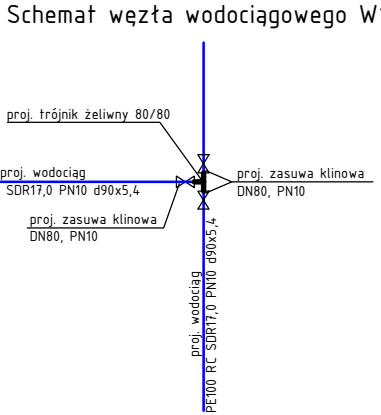 Schemat węzła wodociągowego
proj. trójnik żeliwny 80/80
proj. wodociąg
SDR17,0 PN10 d90x5,4
proj. zasuwa klinowa
DN80, PN10
proj. zasuwa klinowa
DN80, PN10
proj. wodociąg
PE100 RC SDR17,0 PN10 d90x5,4